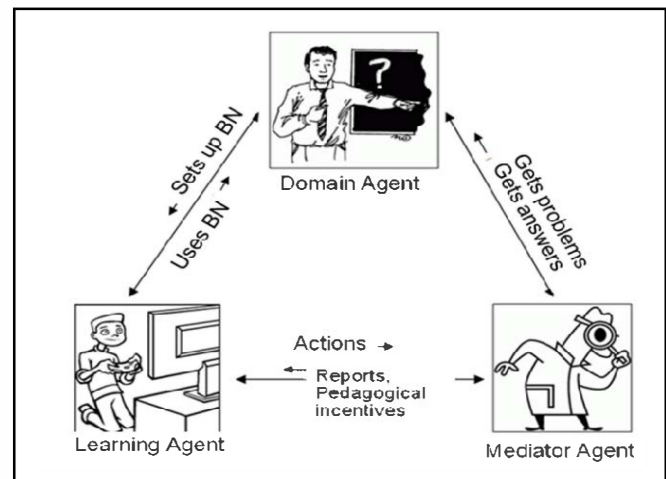 ?
Domain Agent
Sets up BN
Uses BN
Gets problems
Gets answers
Actions
Reports,
Pedagogical
incentives
Learning Agent
Mediator Agent